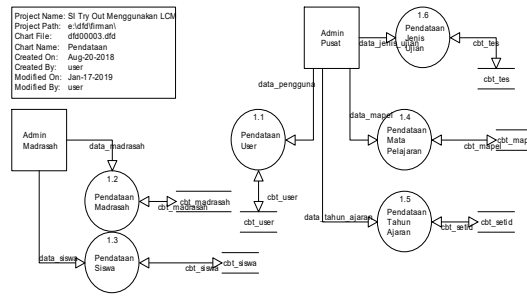 Project Name: SI Try Out Menggunakan LCM
Project Path: e:\dfd\firman\
Chart File: dfd00003.dfd
Chart Name: Pendataan
Created On: Aug-20-2018
Created By: user
Modified On: Jan-17-2019
Modified By: user
Admin
Pusat
data_jenis_ujian
1.6
Pendataan
Jenis
Ujian
cbt_tes
cbt_tes
data_pengguna
1.1
Pendataan
User
cbt_user
cbt_user
data_mapel
1.4
Pendataan
Mata
Pelajaran
cbt_mapel
cbt_map
Admin
Madrasah
data_madrasah
1.2
Pendataan
Madrasah
cbt_madrasah
cbt_madrasah
data_tahun_ajaran
1.5
Pendataan
Tahun
Ajaran
cbt_setid
cbt_setid
data_siswa
1.3
Pendataan
Siswa
cbt_siswa
cbt_siswa